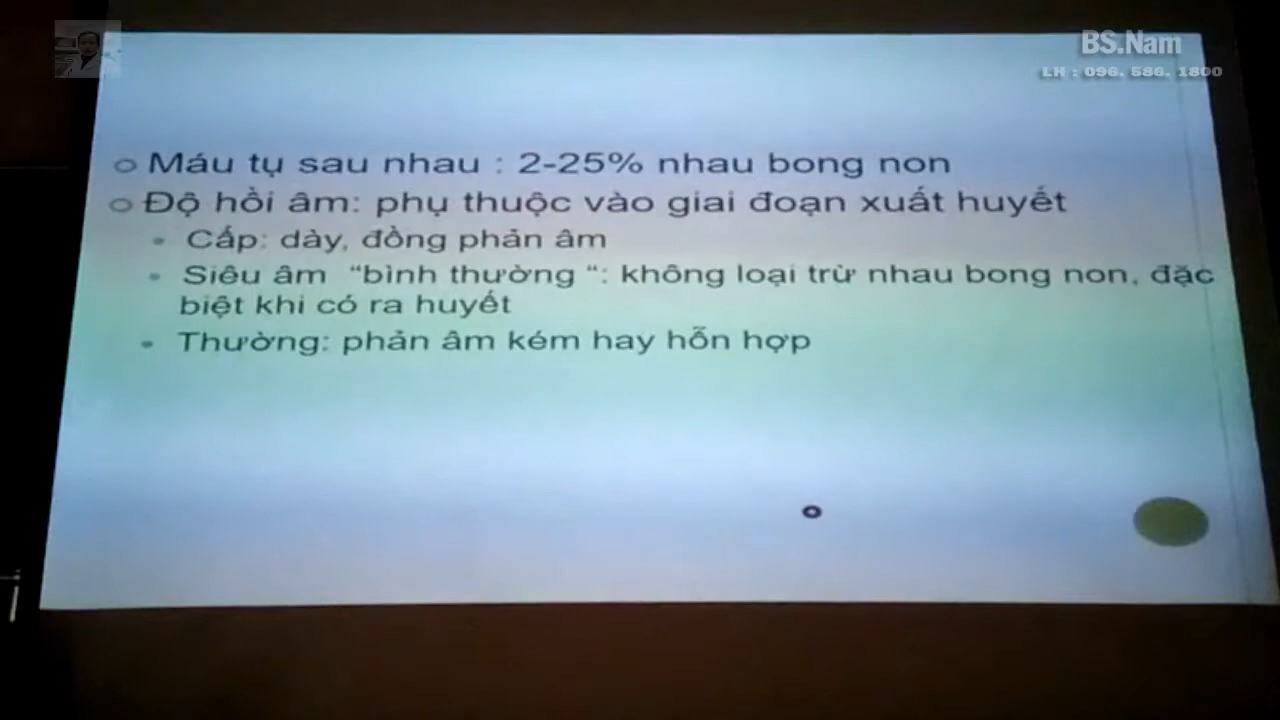 BS.Nam
LH : 096. 586. 1800
Máu tụ sau nhau : 2-25% nhau bong non
Độ hồi âm: phụ thuộc vào giai đoạn xuất huyết
Cấp: dày, đồng phản âm
Siêu âm "bình thường ": không loại trừ nhau bong non, đặc
biệt khi có ra huyết
Thường: phản âm kém hay hỗn hợp